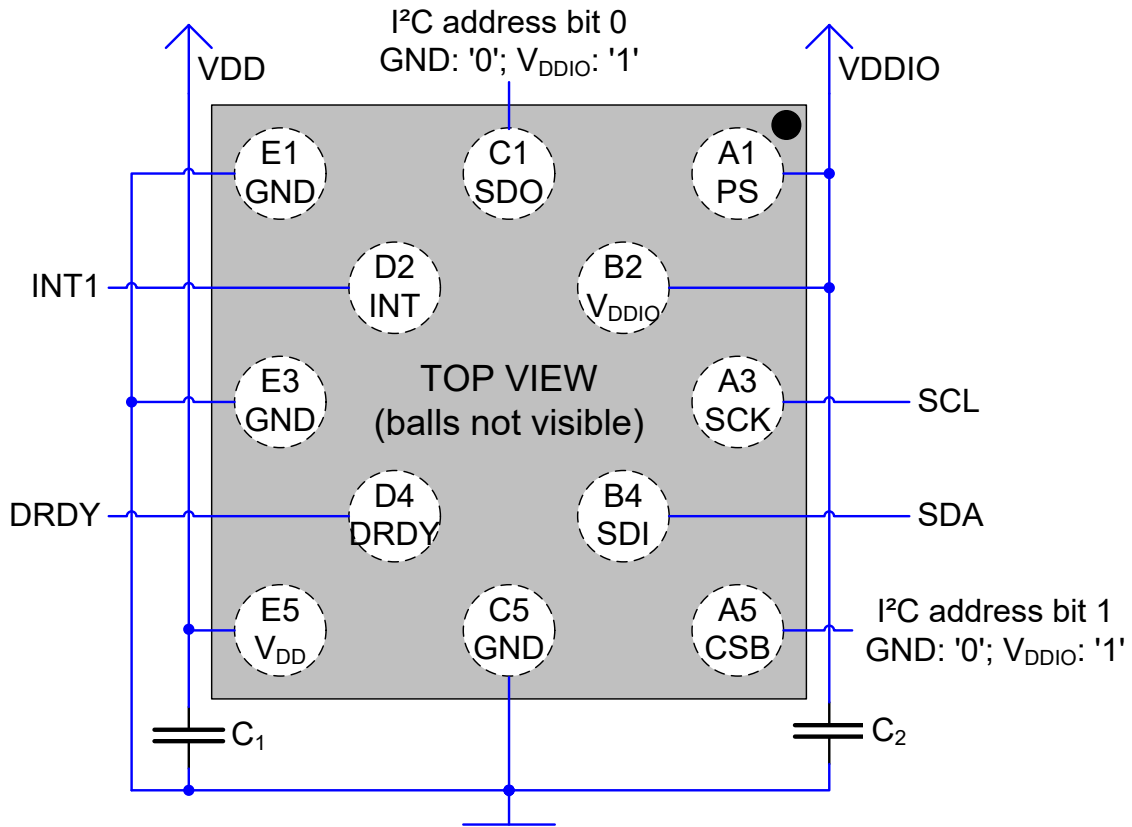 I²C address bit 0
GND: '0'; VDDIO: '1'
VDD
VDDIO
E1
GND
C1
SDO
A1
PS
INT1
D2
INT
B2
VDDIO
E3
GND
TOP VIEW
(balls not visible)
A3
SCK
SCL
DRDY
D4
DRDY
B4
SDI
SDA
E5
VDD
C5
GND
A5
CSB
I²C address bit 1
GND: '0'; VDDIO: '1'
C1
C2